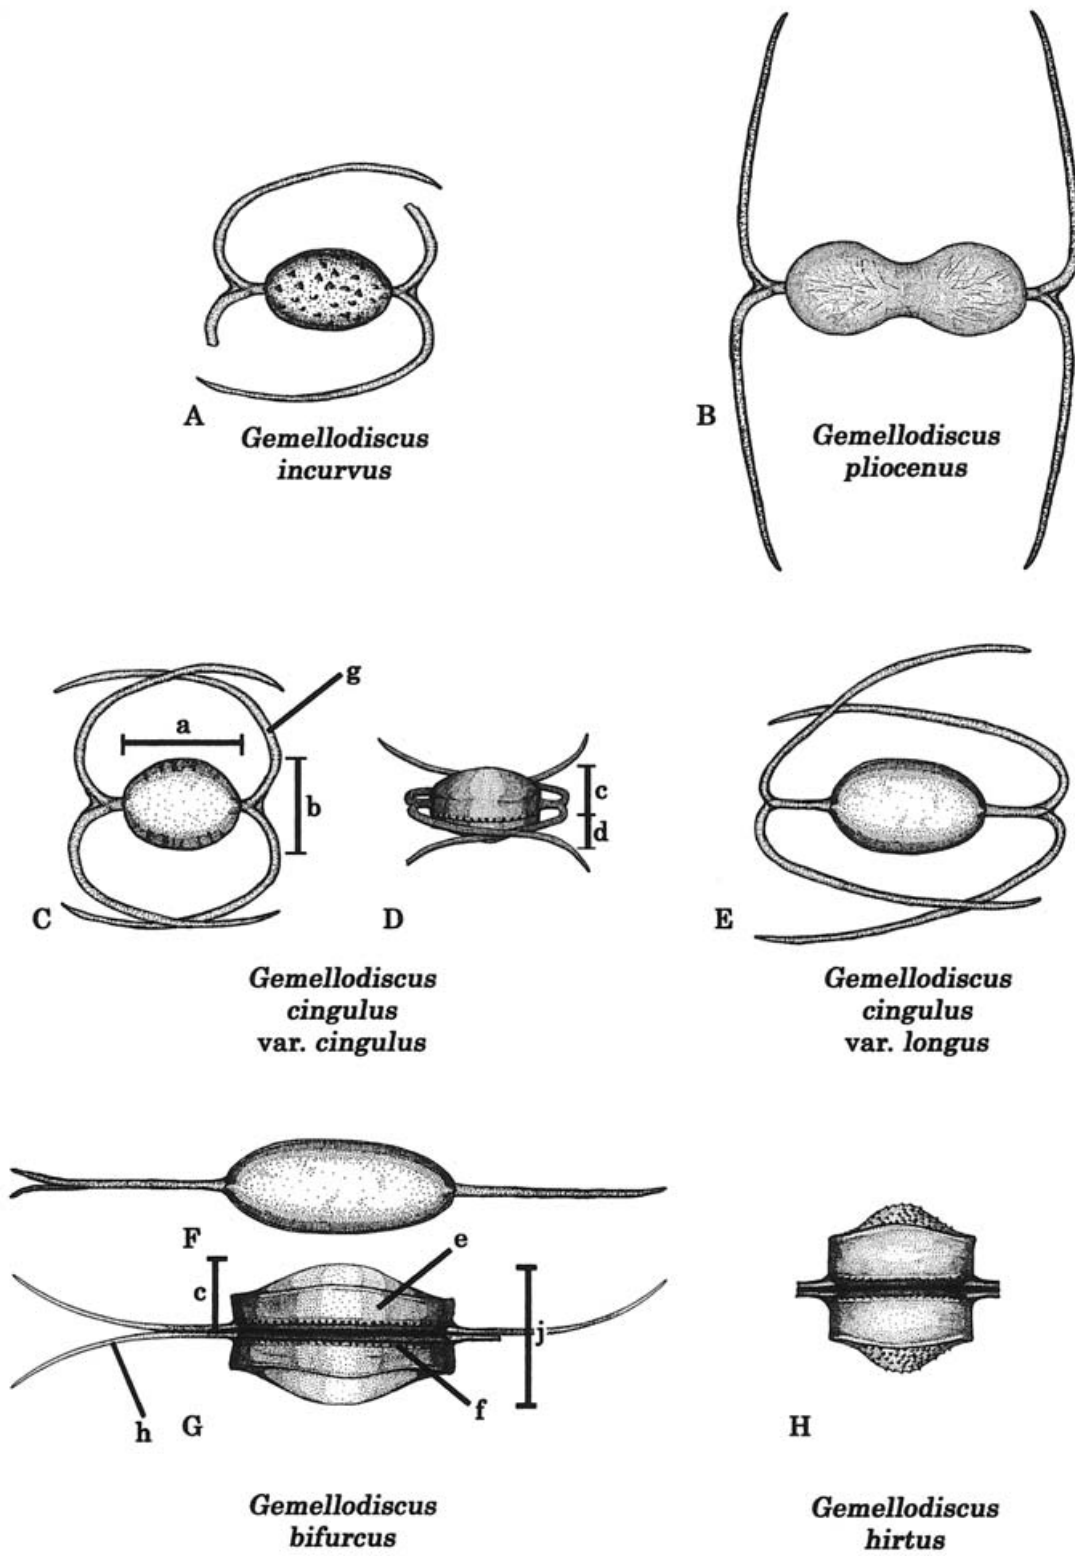 A
Gemellodiscus
incurvus
B
Gemellodiscus
pliocenus
g
a
b
C
c
d
D
E
Gemellodiscus
cingulus
var. cingulus
Gemellodiscus
cingulus
var. longus
F
e
c
j
f
h
G
H
Gemellodiscus
bifurcus
Gemellodiscus
hirtus